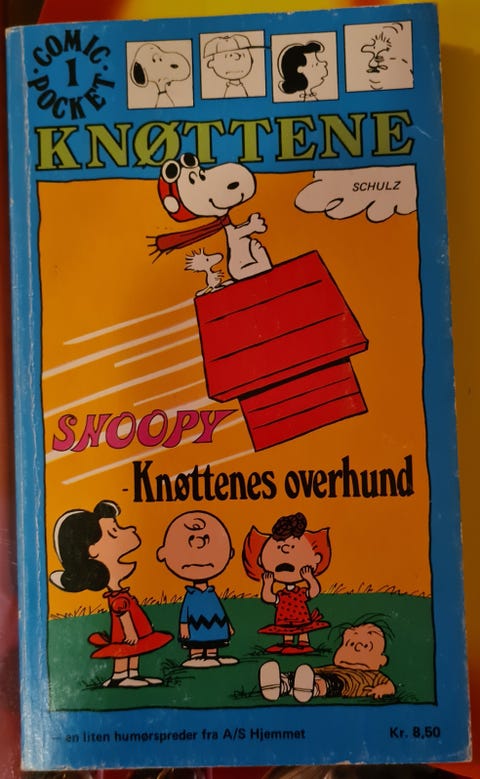 COMIC
1
POCKET
KNØTTENE
SCHULZ
SNOOPY
-Knøttenes overhund
- en liten humørspreder fra A/S Hjemmet
Kr. 8,50